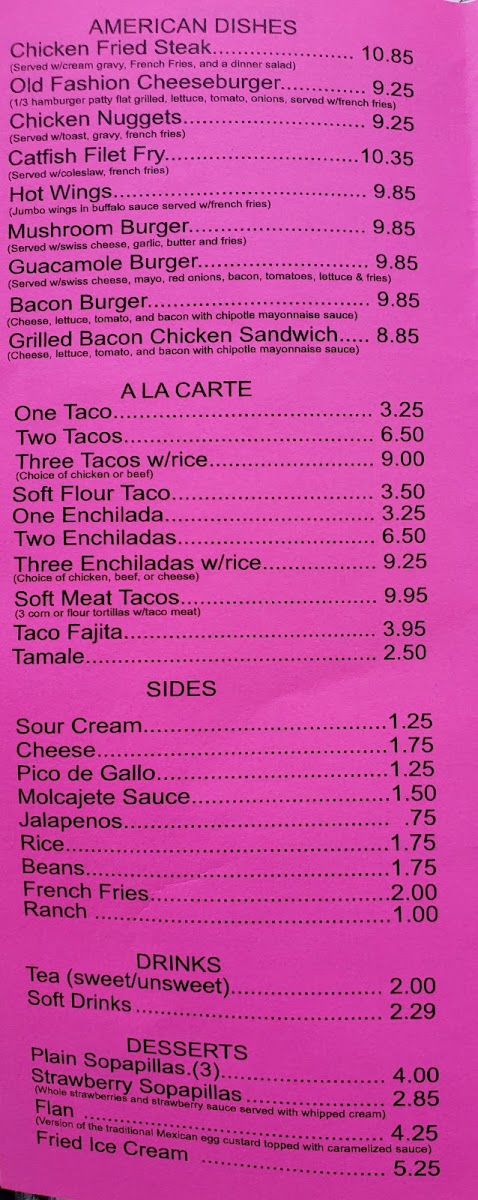 AMERICAN DISHES
Chicken Fried Steak..................... 10.85
(Served w/cream gravy, French Fries, and a dinner salad)
Old Fashion Cheeseburger............ 9.25
(1/3 hamburger patty flat grilled, lettuce, tomato, onions, served w/french fries)
Chicken Nuggets.......................... 9.25
(Served w/toast, gravy, french fries)
Catfish Filet Fry............................10.35
(Served w/coleslaw, french fries)
Hot Wings.................................... 9.85
(Jumbo wings in buffalo sauce served w/french fries)
Mushroom Burger......................... 9.85
(Served w/swiss cheese, garlic, butter and fries)
Guacamole Burger........................ 9.85
(Served w/swiss cheese, mayo, red onions, bacon, tomatoes, lettuce & fries)
Bacon Burger................................ 9.85
(Cheese, lettuce, tomato, and bacon with chipotle mayonnaise sauce)
Grilled Bacon Chicken Sandwich..... 8.85
(Cheese, lettuce, tomato, and bacon with chipotle mayonnaise sauce)
A LA CARTE
One Taco..................................... 3.25
Two Tacos.................................... 6.50
Three Tacos w/rice........................ 9.00
(Choice of chicken or beef)
Soft Flour Taco............................. 3.50
One Enchilada.............................. 3.25
Two Enchiladas............................. 6.50
Three Enchiladas w/rice................. 9.25
(Choice of chicken, beef, or cheese)
Soft Meat Tacos............................ 9.95
(3 corn or flour tortillas w/taco meat)
Taco Fajita................................... 3.95
Tamale......................................... 2.50
SIDES
Sour Cream...................................1.25
Cheese.........................................1.75
Pico de Gallo.................................1.25
Molcajete Sauce............................1.50
Jalapenos..................................... .75
Rice..............................................1.75
Beans...........................................1.75
French Fries..................................2.00
Ranch ..........................................1.00
DRINKS
Tea (sweet/unsweet)..................... 2.00
Soft Drinks ................................... 2.29
DESSERTS
Plain Sopapillas.(3)....................... 4.00
Strawberry Sopapillas .................... 2.85
(Whole strawberries and strawberry sauce served with whipped cream)
Flan ............................................. 4.25
(Version of the traditional Mexican egg custard topped with caramelized sauce)
Fried Ice Cream ........................... 5.25